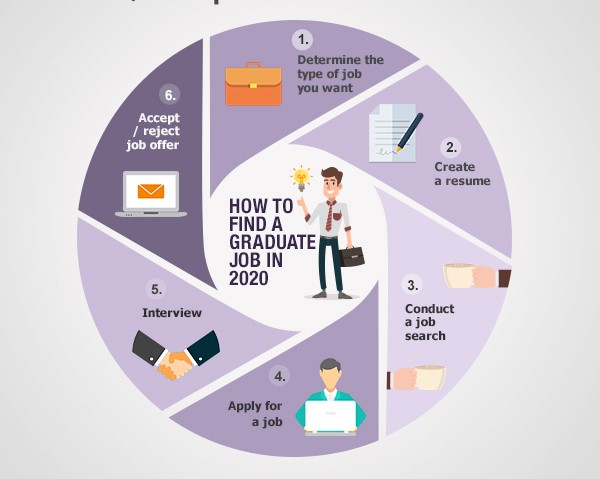 1.
Determine the
type of job
you want
2.
Create
a resume
3.
Conduct
a job
search
4.
Apply for
a job
5.
Interview
6.
Accept
/ reject
job offer
HOW TO
FIND A
GRADUATE
JOB IN
2020